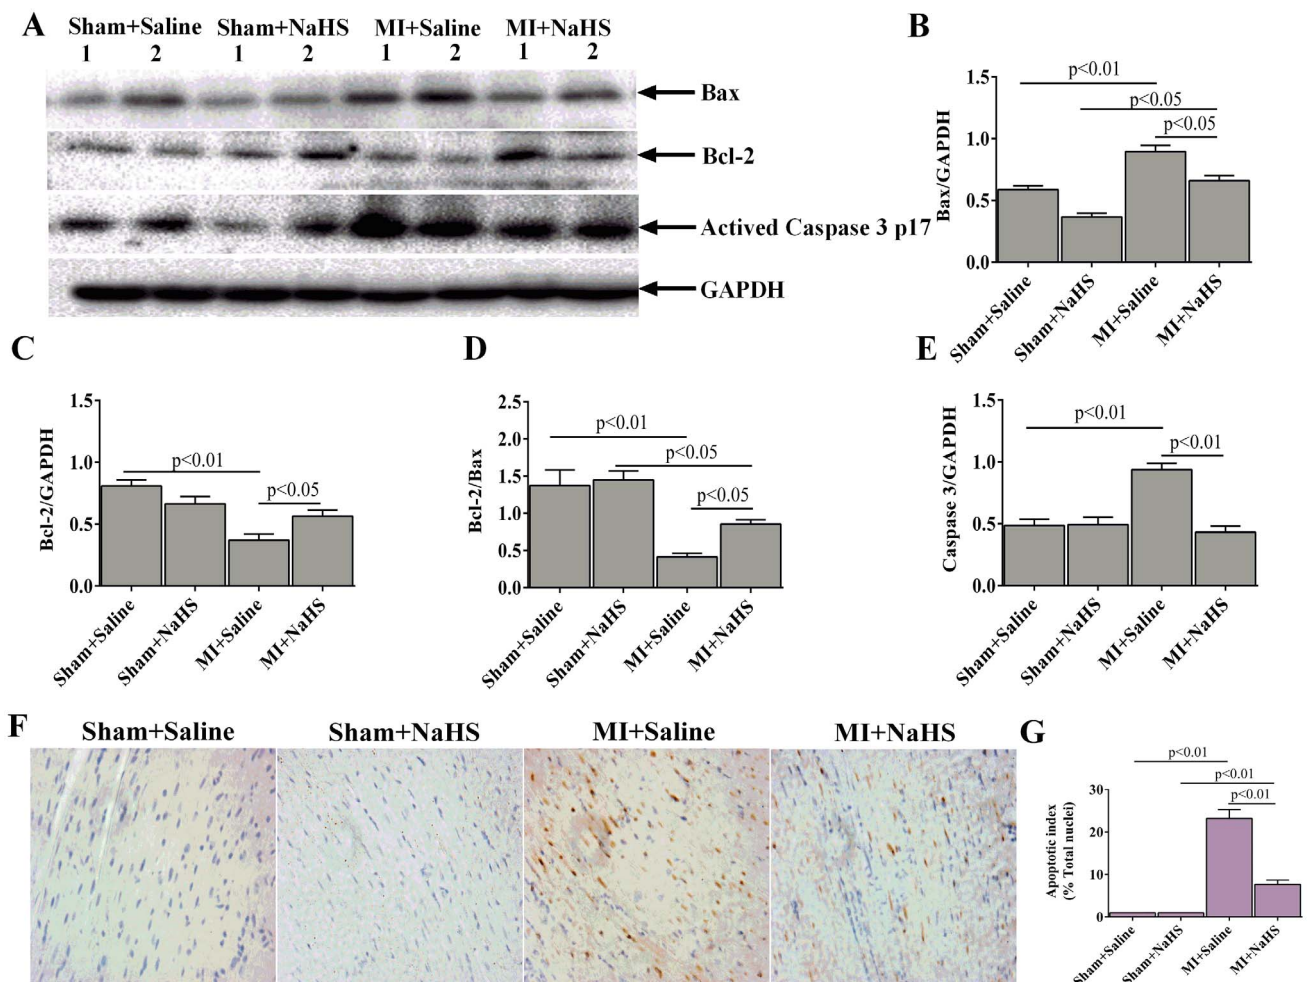 A
Sham+Saline Sham+NaHS MI+Saline MI+NaHS
1 2 1 2 1 2 1 2
Bax
Bcl-2
Actived Caspase 3 p17
GAPDH
B
Bax/GAPDH
1.5
1.0
0.5
0.0
p<0.01
p<0.05
p<0.05
Sham+Saline
Sham+NaHS
MI+Saline
MI+NaHS
C
Bcl-2/GAPDH
1.5
1.0
0.5
0.0
p<0.01
p<0.05
Sham+Saline
Sham+NaHS
MI+Saline
MI+NaHS
D
Bcl-2/Bax
2.5
2.0
1.5
1.0
0.5
0.0
p<0.01
p<0.05
p<0.05
Sham+Saline
Sham+NaHS
MI+Saline
MI+NaHS
E
Caspase 3/GAPDH
1.5
1.0
0.5
0.0
p<0.01
p<0.01
Sham+Saline
Sham+NaHS
MI+Saline
MI+NaHS
F
Sham+Saline Sham+NaHS MI+Saline MI+NaHS
G
Apoptotic index
(% Total nuclei)
30
20
10
0
p<0.01
p<0.01
p<0.01
Sham+Saline
Sham+NaHS
MI+Saline
MI+NaHS